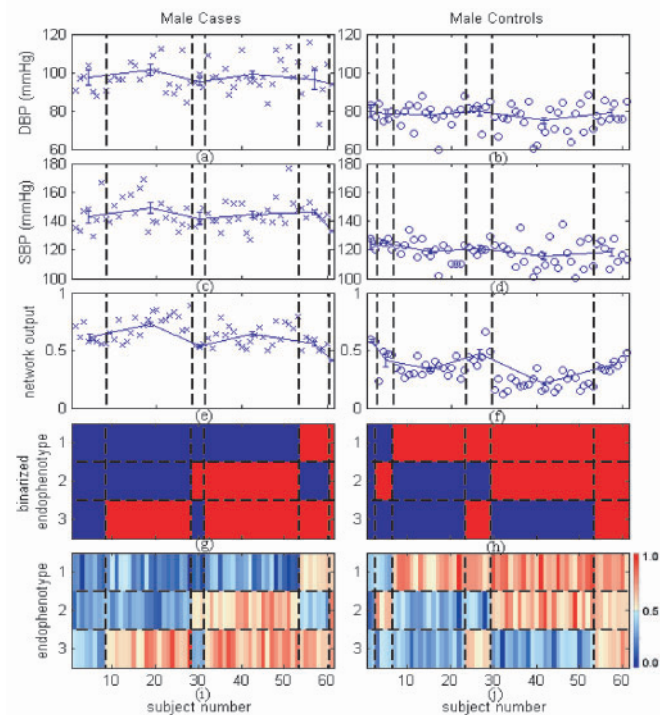 Male Cases
Male Controls
120
100
80
60
DBP (mmHg)
120
100
80
60
(a)
(b)
180
160
140
120
100
SBP (mmHg)
180
160
140
120
100
(c)
(d)
1
0.5
0
network output
1
0.5
0
(e)
(f)
binarized
endophenotype
1
2
3
1
2
3
(g)
(h)
endophenotype
1
2
3
1
2
3
1.0
0.5
0.0
10 20 30 40 50 60
(i)
subject number
10 20 30 40 50 60
(j)
subject number